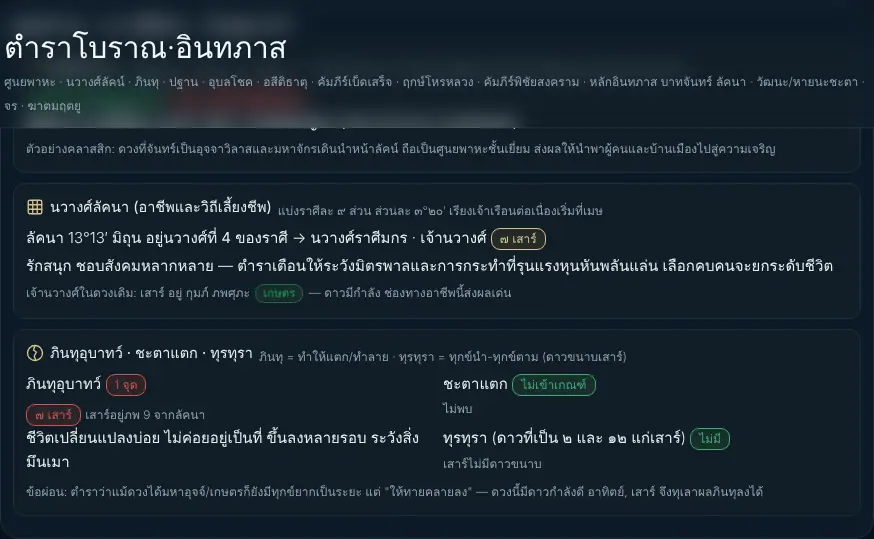 ตำราโบราณ·อินทภาส
ศูนยพาหะ · นวางศ์ลัคน์ · ภินทุ · ปฐาน · อุบลโชค · อสีติธาตุ · คัมภีร์เบ็ดเสร็จ · ฤกษ์โหรหลวง · คัมภีร์พิชัยสงคราม · หลักอินทภาส บาทจันทร์ ลัคนา · วัฒนะ/หายนะชะตา ·
จร · ฆาตมฤตยู
ตัวอย่างคลาสสิก: ดวงที่จันทร์เป็นอุจจาวิลาสและมหาจักรเดินนำหน้าลัคน์ ถือเป็นศูนยพาหะชั้นเยี่ยม ส่งผลให้นำพาผู้คนและบ้านเมืองไปสู่ความเจริญ
นวางศ์ลัคนา (อาชีพและวิถีเลี้ยงชีพ) แบ่งราศีละ ๙ ส่วน ส่วนละ ๓°๒๐′ เรียงเจ้าเรือนต่อเนื่องเริ่มที่เมษ
ลัคนา 13°13′ มิถุน อยู่นวางศ์ที่ 4 ของราศี → นวางศ์ราศีมกร · เจ้านวางศ์ ๗ เสาร์
รักสนุก ชอบสังคมหลากหลาย — ตำราเตือนให้ระวังมิตรพาลและการกระทำที่รุนแรงหุนหันพลันแล่น เลือกคบคนจะยกระดับชีวิต
เจ้านวางศ์ในดวงเดิม: เสาร์ อยู่ กุมภ์ ภพศุภะ เกษตร — ดาวมีกำลัง ช่องทางอาชีพนี้ส่งผลเด่น
ภินทุอุบาทว์ · ชะตาแตก · ทุรทุรา ภินทุ = ทำให้แตก/ทำลาย · ทุรทุรา = ทุกข์นำ-ทุกข์ตาม (ดาวขนาบเสาร์)
ภินทุอุบาทว์ 1 จุด
๗ เสาร์ เสาร์อยู่ภพ 9 จากลัคนา
ชีวิตเปลี่ยนแปลงบ่อย ไม่ค่อยอยู่เป็นที่ ขึ้นลงหลายรอบ ระวังสิ่ง
มึนเมา
ชะตาแตก ไม่เข้าเกณฑ์
ไม่พบ
ทุรทุรา (ดาวที่เป็น ๒ และ ๑๒ แก่เสาร์) ไม่มี
เสาร์ไม่มีดาวขนาบ
ข้อผ่อน: ตำราว่าแม้ดวงได้มหาอุจจ์/เกษตรก็ยังมีทุกข์ยากเป็นระยะ แต่ "ให้ทายคลายลง" — ดวงนี้มีดาวกำลังดี อาทิตย์, เสาร์ จึงทุเลาผลภินทุลงได้